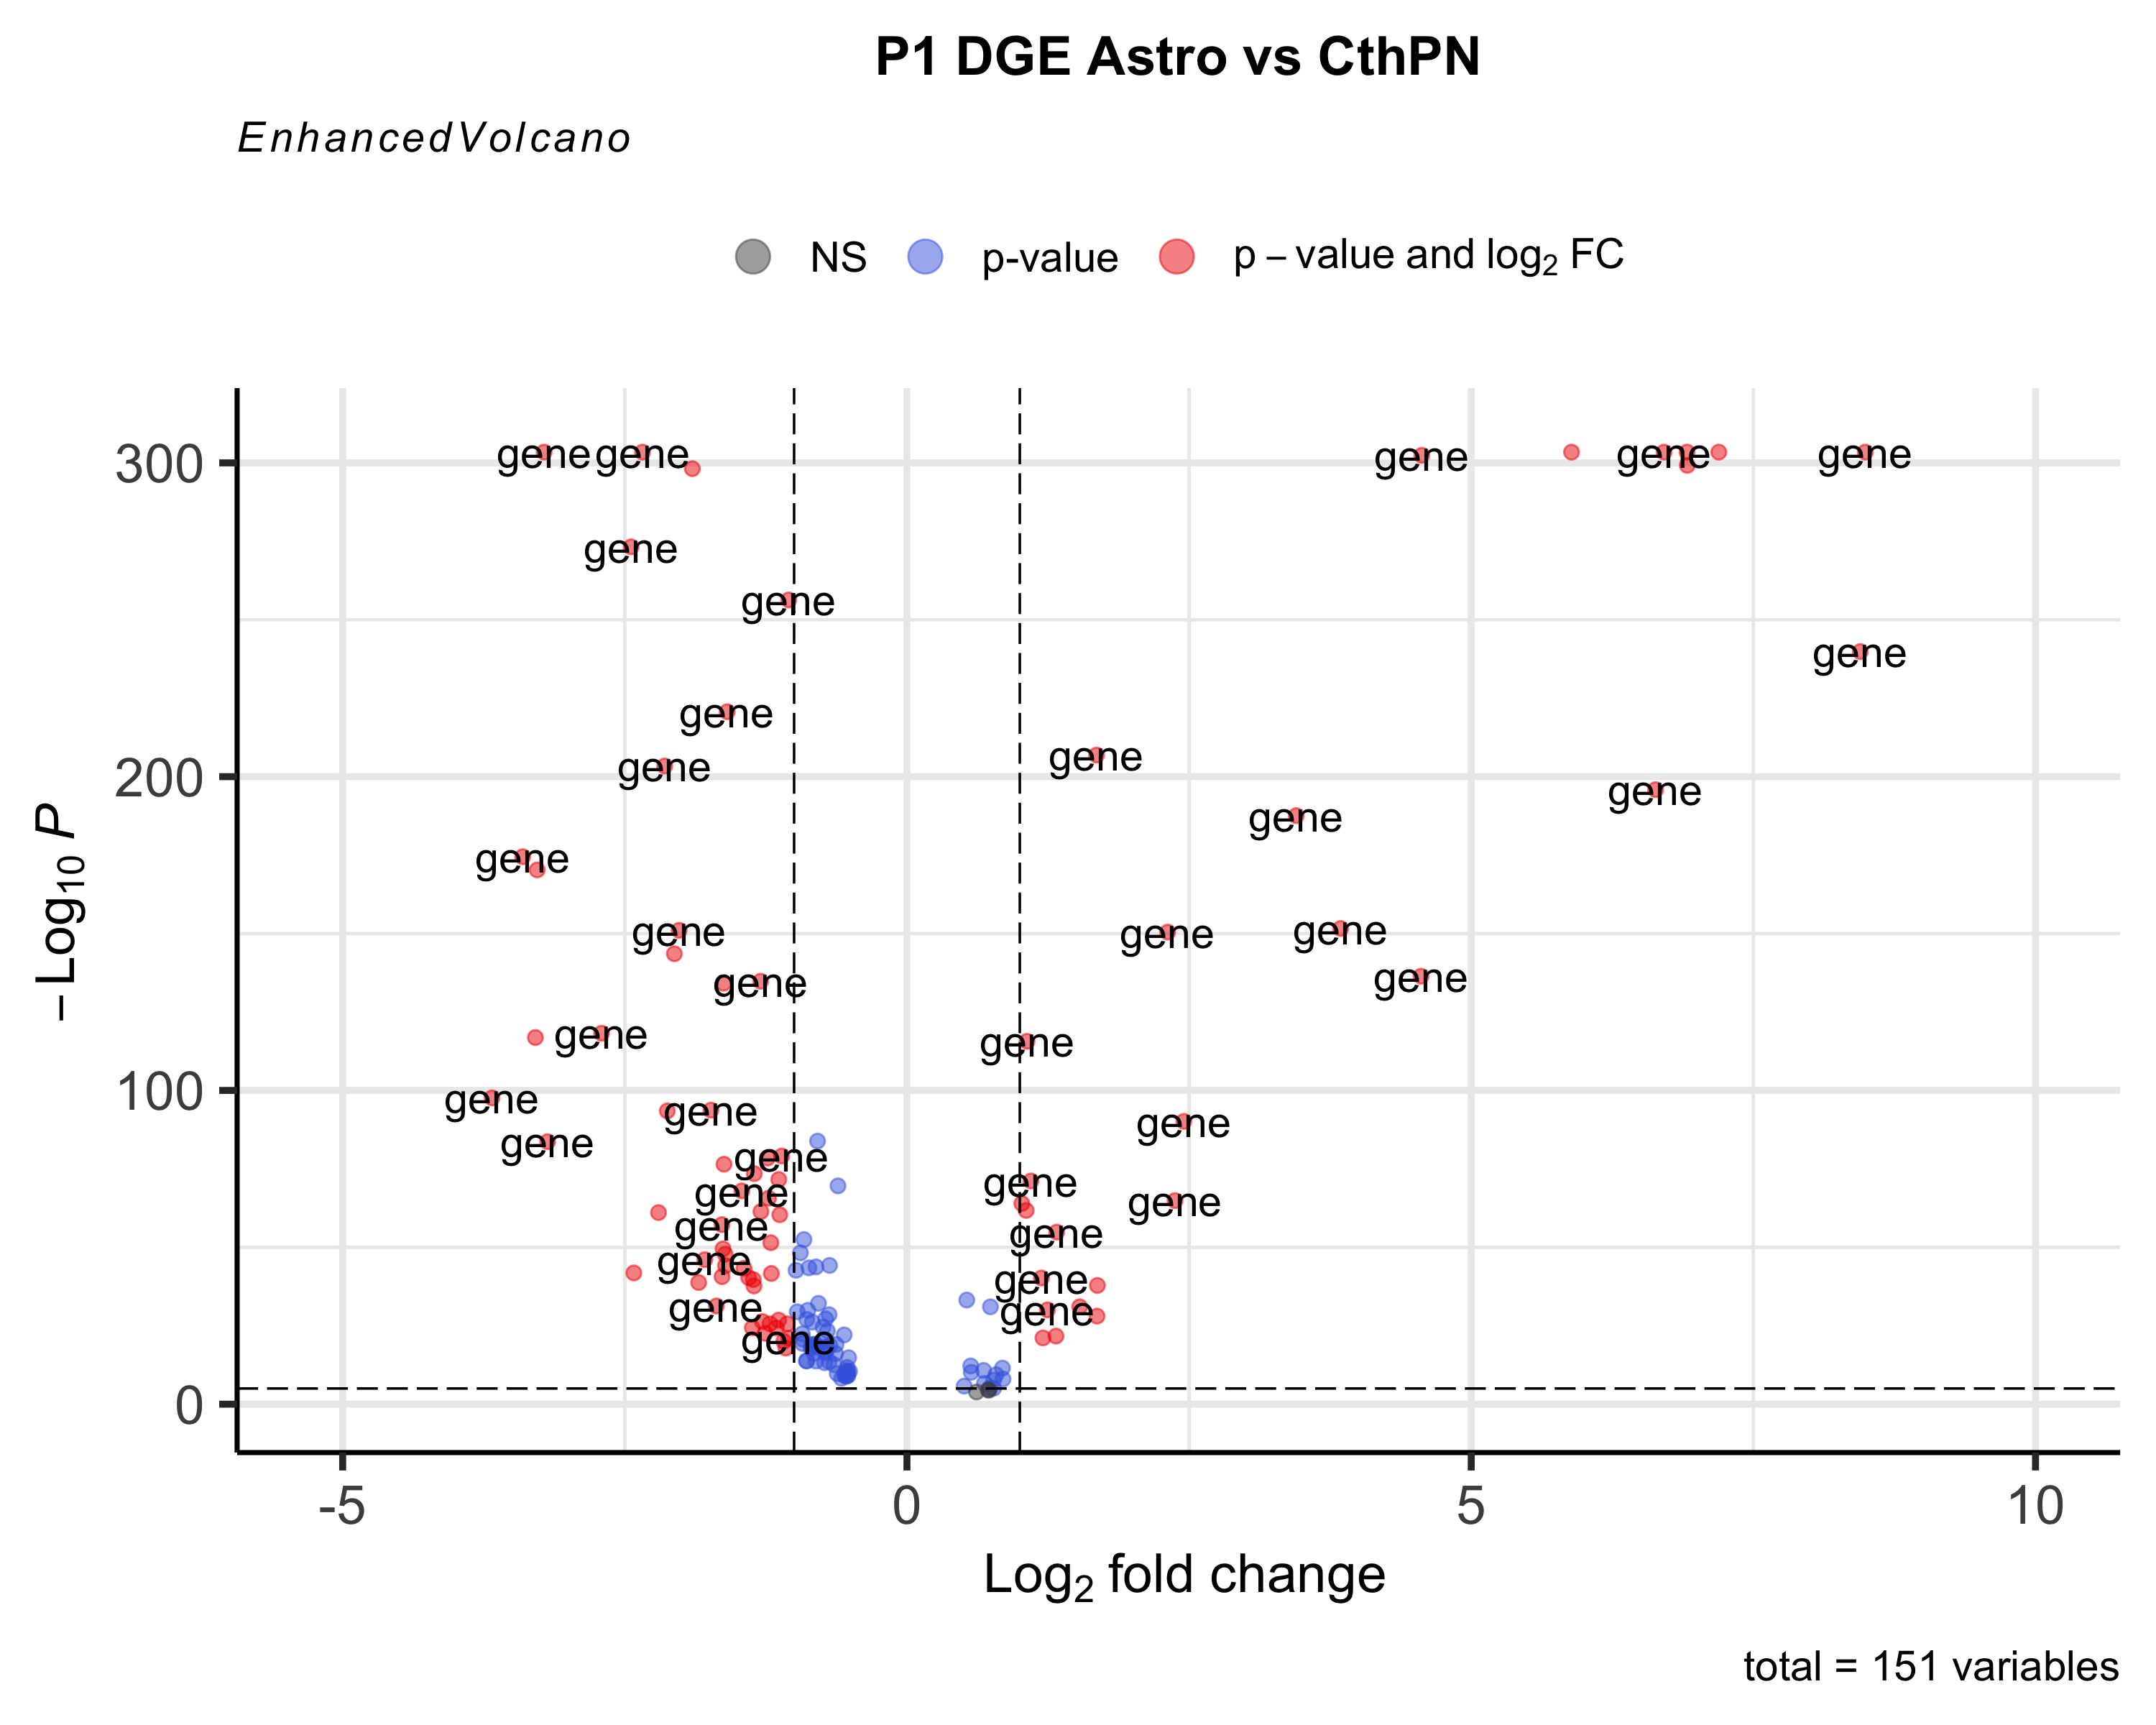 P1 DGE Astro vs CthPN
EnhancedVolcano
NS p-value p – value and log2 FC
300 gene gene gene gene gene
gene
gene
gene
gene
gene
200 gene
gene
gene
gene
gene gene gene
gene gene
gene gene
100 gene gene
gene
gene
gene
gene gene
gene
gene gene
gene
gene
gene gene
gene
0
– Log10 P
-5 0 5 10
Log2 fold change
total = 151 variables